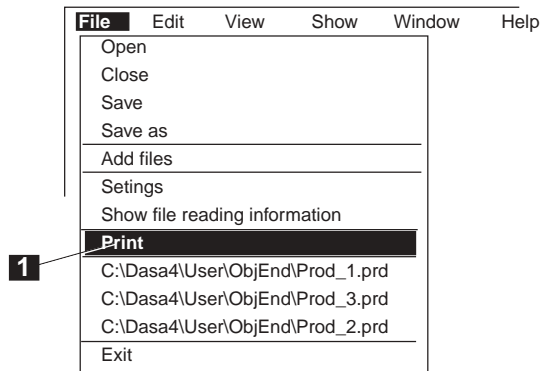 File Edit View Show Window Help
Open
Close
Save
Save as
Add files
Setings
Show file reading information
Print
1
C:\Dasa4\User\ObjEnd\Prod_1.prd
C:\Dasa4\User\ObjEnd\Prod_3.prd
C:\Dasa4\User\ObjEnd\Prod_2.prd
Exit